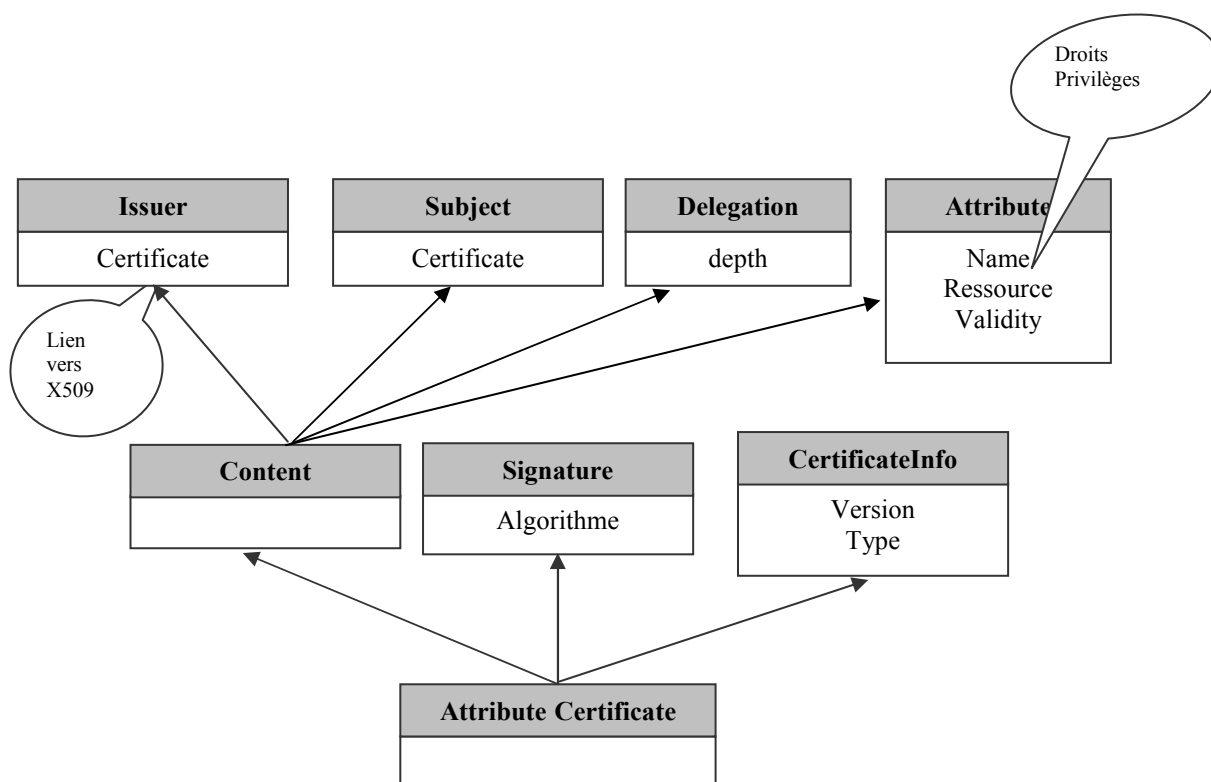 Droits
Privilèges
Issuer
Certificate
Subject
Certificate
Delegation
depth
Attribute
Name
Ressource
Validity
Lien
vers
X509
Content
Signature
Algorithme
CertificateInfo
Version
Type
Attribute Certificate